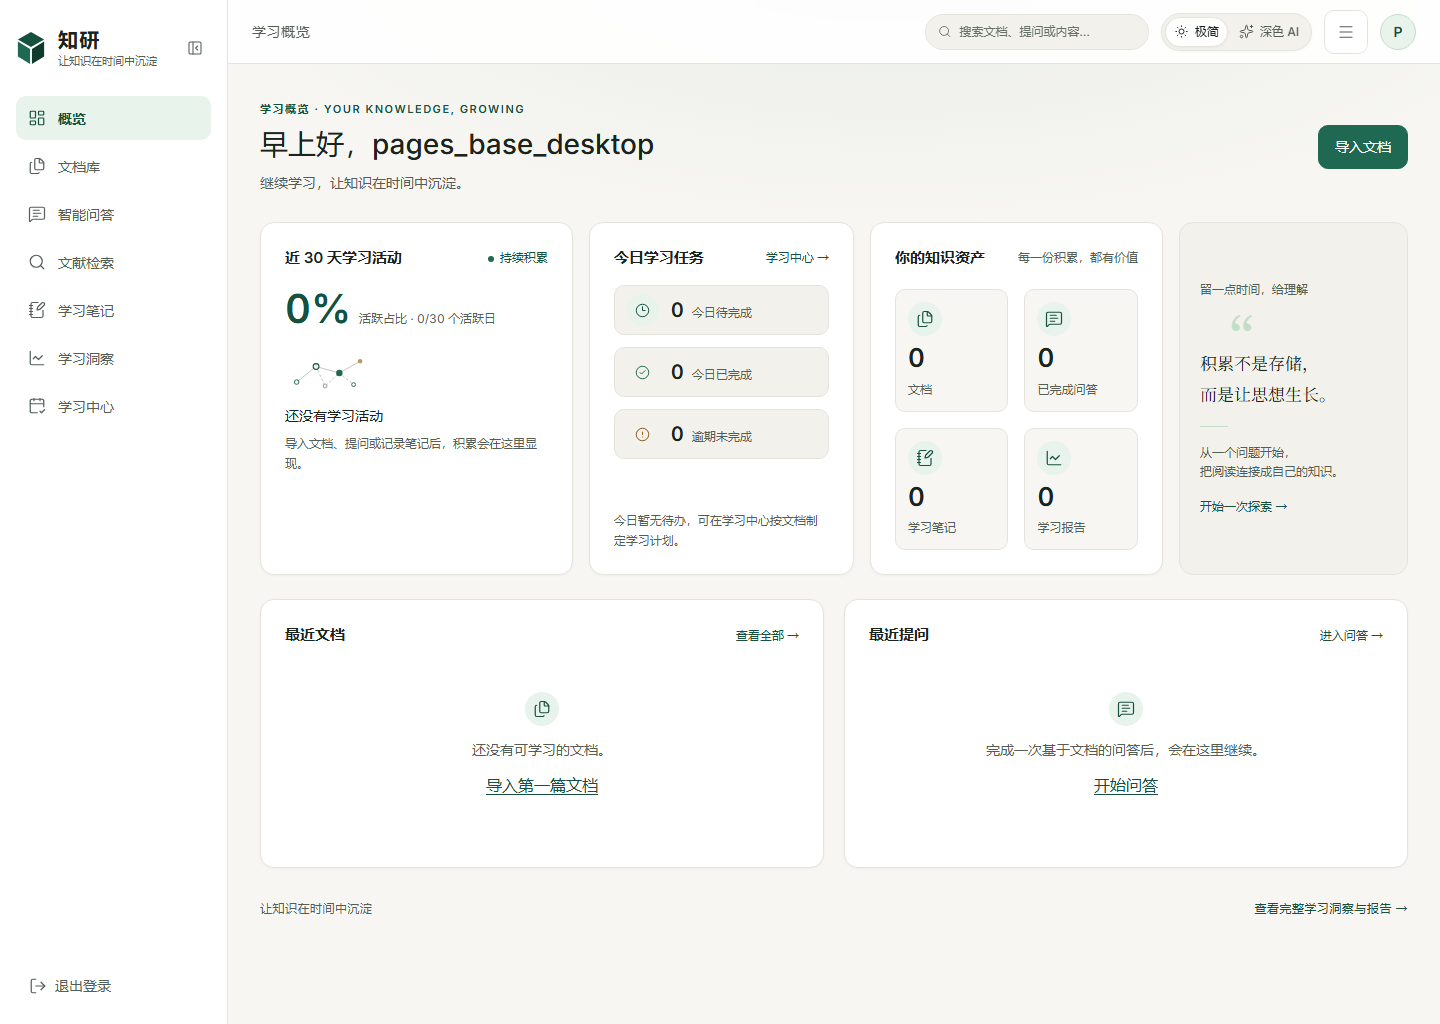 知研
让知识在时间中沉淀
概览
文档库
智能问答
文献检索
学习笔记
学习洞察
学习中心
退出登录
学习概览
搜索文档、提问或内容...
极简
深色 AI
P
学习概览 · YOUR KNOWLEDGE, GROWING
早上好，pages_base_desktop
继续学习，让知识在时间中沉淀。
导入文档
近 30 天学习活动
持续积累
0% 活跃占比 · 0/30 个活跃日
还没有学习活动
导入文档、提问或记录笔记后，积累会在这里显
现。
今日学习任务
学习中心 →
0 今日待完成
0 今日已完成
0 逾期未完成
今日暂无待办，可在学习中心按文档制
定学习计划。
你的知识资产
每一份积累，都有价值
0
文档
0
已完成问答
0
学习笔记
0
学习报告
留一点时间，给理解
“
积累不是存储，
而是让思想生长。
从一个问题开始，
把阅读连接成自己的知识。
开始一次探索 →
最近文档
查看全部 →
还没有可学习的文档。
导入第一篇文档
最近提问
进入问答 →
完成一次基于文档的问答后，会在这里继续。
开始问答
让知识在时间中沉淀
查看完整学习洞察与报告 →